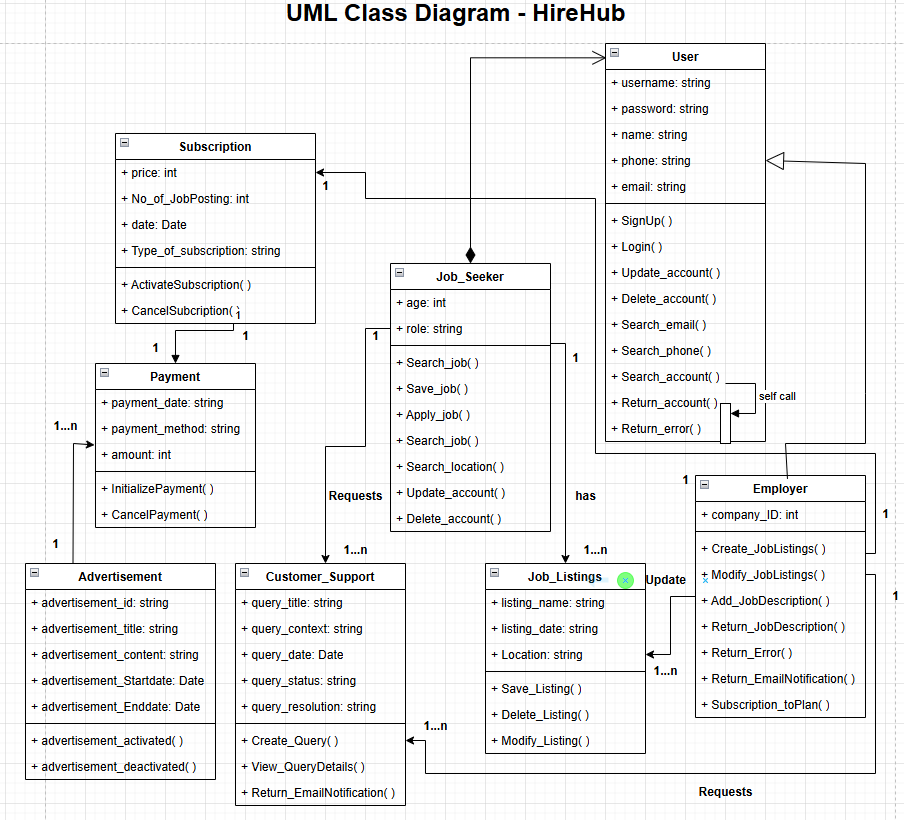 UML Class Diagram - HireHub
User
+ username: string
+ password: string
+ name: string
+ phone: string
+ email: string
+ SignUp( )
+ Login( )
+ Update_account( )
+ Delete_account( )
+ Search_email( )
+ Search_phone( )
+ Search_account( )
+ Return_account( )
+ Return_error( )
self call
Subscription
+ price: int
+ No_of_JobPosting: int
+ date: Date
+ Type_of_subscription: string
+ ActivateSubscription( )
+ CancelSubcription( )
1
1
1
1
Job_Seeker
+ age: int
+ role: string
+ Search_job( )
+ Save_job( )
+ Apply_job( )
+ Search_job( )
+ Search_location( )
+ Update_account( )
+ Delete_account( )
1
1
Payment
+ payment_date: string
+ payment_method: string
+ amount: int
+ InitializePayment( )
+ CancelPayment( )
1...n
1
Requests
1...n
has
1...n
Employer
+ company_ID: int
+ Create_JobListings( )
+ Modify_JobListings( )
+ Add_JobDescription( )
+ Return_JobDescription( )
+ Return_Error( )
+ Return_EmailNotification( )
+ Subscription_toPlan( )
1
1
1
Advertisement
+ advertisement_id: string
+ advertisement_title: string
+ advertisement_content: string
+ advertisement_Startdate: Date
+ advertisement_Enddate: Date
+ advertisement_activated( )
+ advertisement_deactivated( )
Customer_Support
+ query_title: string
+ query_context: string
+ query_date: Date
+ query_status: string
+ query_resolution: string
+ Create_Query( )
+ View_QueryDetails( )
+ Return_EmailNotification( )
Job_Listings
+ listing_name: string
+ listing_date: string
+ Location: string
+ Save_Listing( )
+ Delete_Listing( )
+ Modify_Listing( )
Update
1...n
1...n
Requests